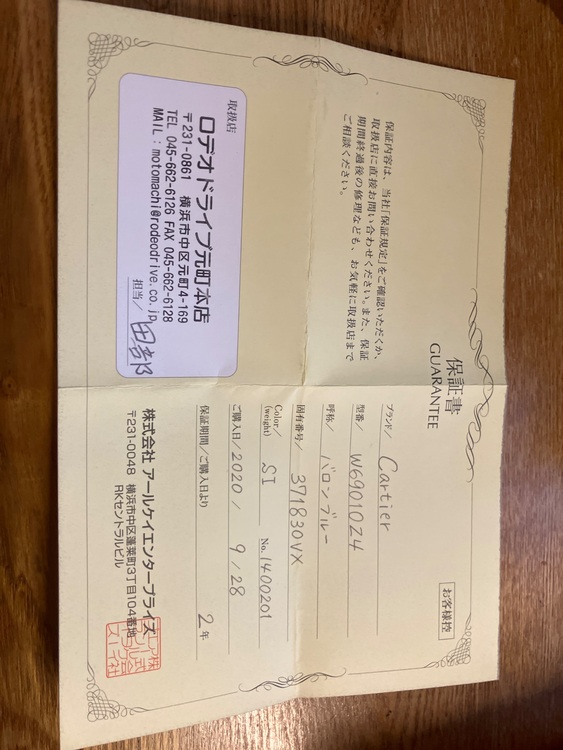 保証書
GUARANTEE
お客様控
ブランド/ Cartier
型番/ W69010Z4
呼称/ バロンブルー
固有番号/ 371830VX
Color/ (weight) SI No. 1400201
ご購入日/ 2020/ 9/28
保証期間/ご購入日より 2年
株式会社 アールケイエンタープライズ
〒231-0048 横浜市中区蓬莱町3丁目104番地
RKセントラルビル
保証内容は、当社「保証規定」をご確認いただくか、
取扱店に直接お問い合わせください。また、保証
期間終過後の修理なども、お気軽に取扱店まで
ご相談ください。
取扱店
ロデオドライブ元町本店
〒231-0861 横浜市中区元町4-169
TEL 045-662-6126 FAX 045-662-6128
MAIL：motomachi@rodeodrive.co.jp
担当/